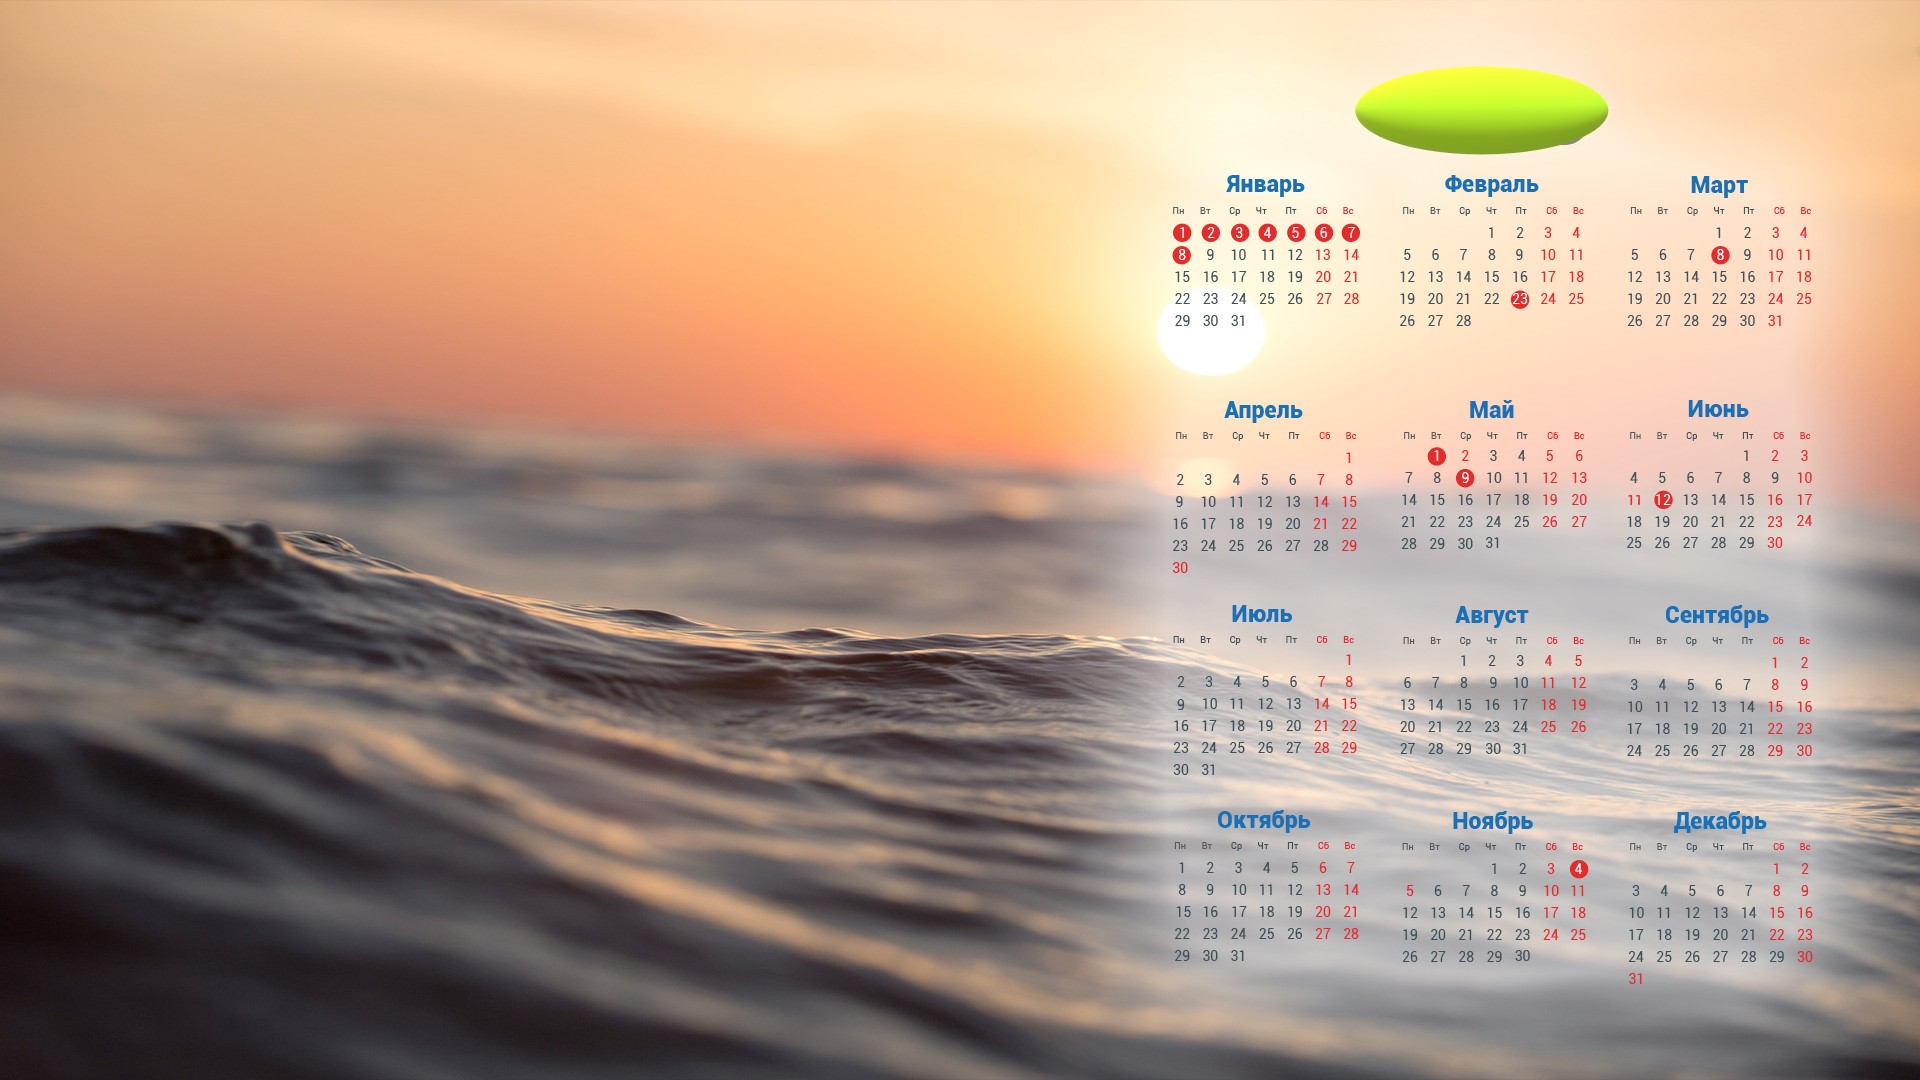 Январь Февраль Март
Пн Вт Ср Чт Пт Сб Вс Пн Вт Ср Чт Пт Сб Вс Пн Вт Ср Чт Пт Сб Вс
1 2 3 4 5 6 7 1 2 3 4 1 2 3 4
8 9 10 11 12 13 14 5 6 7 8 9 10 11 5 6 7 8 9 10 11
15 16 17 18 19 20 21 12 13 14 15 16 17 18 12 13 14 15 16 17 18
22 23 24 25 26 27 28 19 20 21 22 23 24 25 19 20 21 22 23 24 25
29 30 31 26 27 28 26 27 28 29 30 31
Апрель Май Июнь
Пн Вт Ср Чт Пт Сб Вс Пн Вт Ср Чт Пт Сб Вс Пн Вт Ср Чт Пт Сб Вс
1 1 2 3 4 5 6 1 2 3
2 3 4 5 6 7 8 7 8 9 10 11 12 13 4 5 6 7 8 9 10
9 10 11 12 13 14 15 14 15 16 17 18 19 20 11 12 13 14 15 16 17
16 17 18 19 20 21 22 21 22 23 24 25 26 27 18 19 20 21 22 23 24
23 24 25 26 27 28 29 28 29 30 31 25 26 27 28 29 30
30
Июль Август Сентябрь
Пн Вт Ср Чт Пт Сб Вс Пн Вт Ср Чт Пт Сб Вс Пн Вт Ср Чт Пт Сб Вс
1 1 2 3 4 5 1 2
2 3 4 5 6 7 8 6 7 8 9 10 11 12 3 4 5 6 7 8 9
9 10 11 12 13 14 15 13 14 15 16 17 18 19 10 11 12 13 14 15 16
16 17 18 19 20 21 22 20 21 22 23 24 25 26 17 18 19 20 21 22 23
23 24 25 26 27 28 29 27 28 29 30 31 24 25 26 27 28 29 30
30 31
Октябрь Ноябрь Декабрь
Пн Вт Ср Чт Пт Сб Вс Пн Вт Ср Чт Пт Сб Вс Пн Вт Ср Чт Пт Сб Вс
1 2 3 4 5 6 7 1 2 3 4 1 2
8 9 10 11 12 13 14 5 6 7 8 9 10 11 3 4 5 6 7 8 9
15 16 17 18 19 20 21 12 13 14 15 16 17 18 10 11 12 13 14 15 16
22 23 24 25 26 27 28 19 20 21 22 23 24 25 17 18 19 20 21 22 23
29 30 31 26 27 28 29 30 24 25 26 27 28 29 30
31